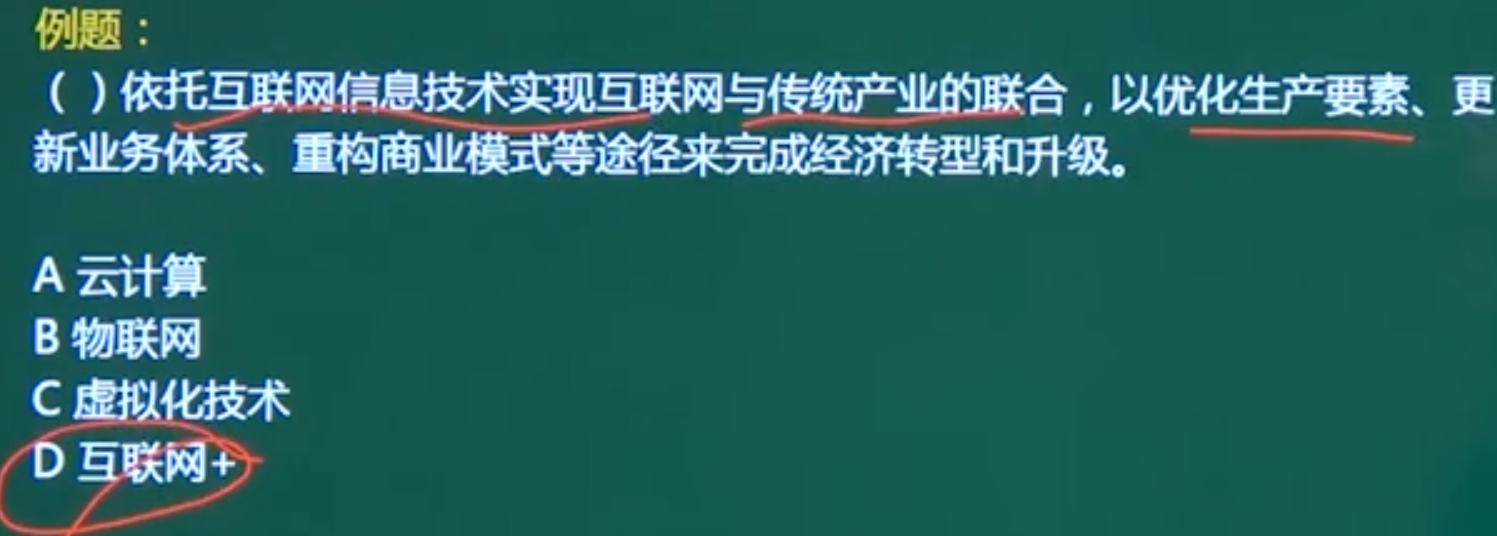 例题：
（ ）依托互联网信息技术实现互联网与传统产业的联合，以优化生产要素、更
新业务体系、重构商业模式等途径来完成经济转型和升级。
A 云计算
B 物联网
C 虚拟化技术
D 互联网+